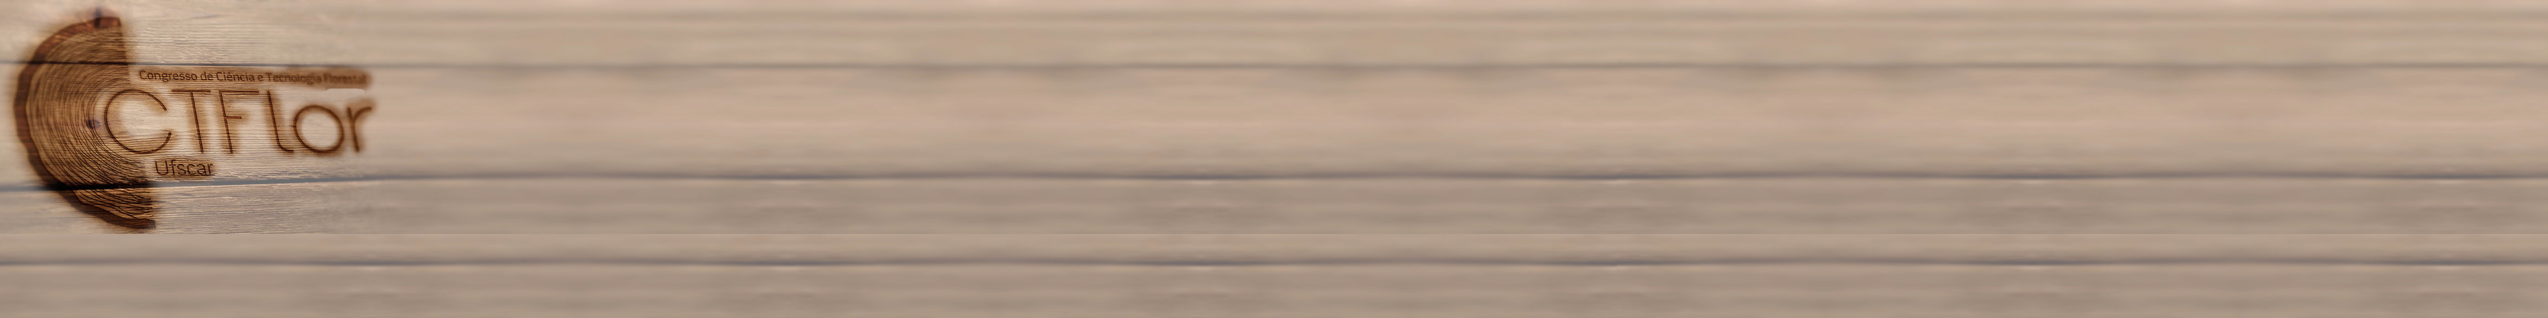 Congresso de Ciência e Tecnologia Florestal
CTFlor
Ufscar